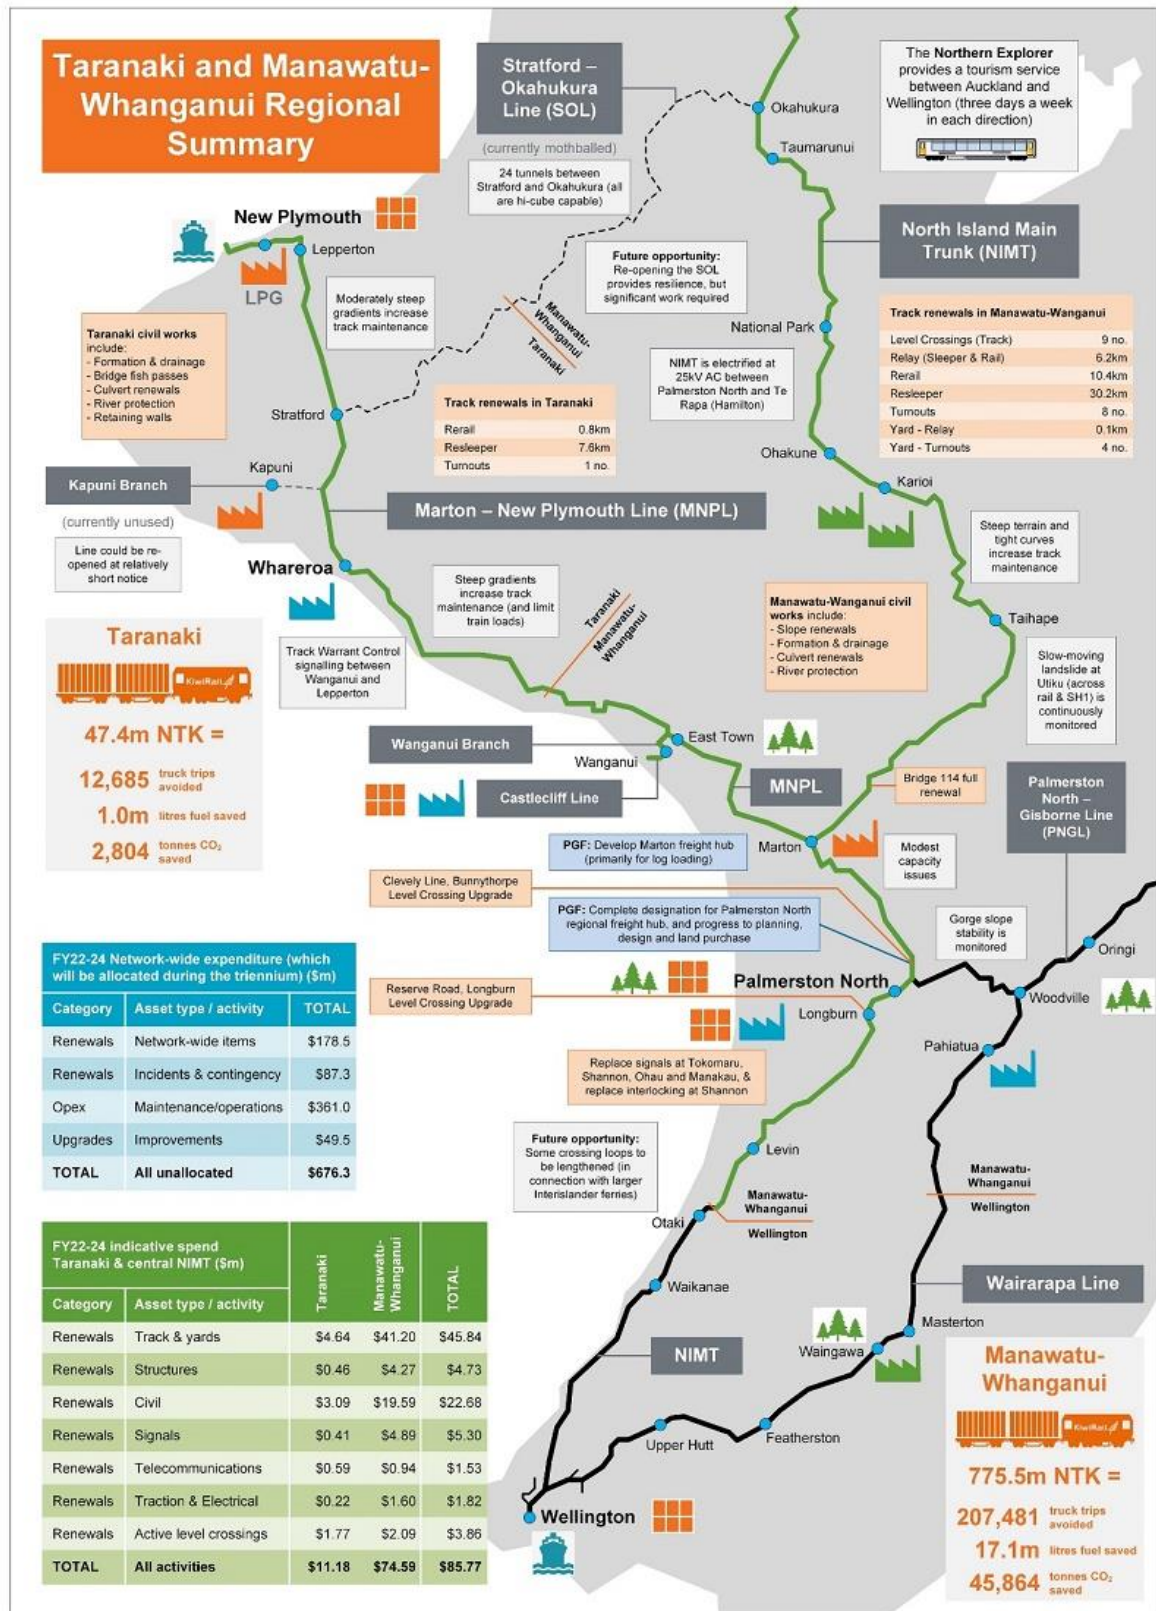 Taranaki and Manawatu-
Whanganui Regional
Summary
Stratford –
Okahukura
Line (SOL)
(currently mothballed)
24 tunnels between
Stratford and Okahukura (all
are hi-cube capable)
The Northern Explorer
provides a tourism service
between Auckland and
Wellington (three days a week
in each direction)
Okahukura
Taumarunui
North Island Main
Trunk (NIMT)
New Plymouth
Lepperton
LPG
Moderately steep
gradients increase
track maintenance
Future opportunity:
Re-opening the SOL
provides resilience, but
significant work required
Manawatu-
Whanganui
Taranaki
Taranaki civil works
include:
- Formation & drainage
- Bridge fish passes
- Culvert renewals
- River protection
- Retaining walls
National Park
NIMT is electrified at
25kV AC between
Palmerston North and Te
Rapa (Hamilton)
Track renewals in Manawatu-Wanganui
Level Crossings (Track) 9 no.
Relay (Sleeper & Rail) 6.2km
Rerail 10.4km
Resleeper 30.2km
Turnouts 8 no.
Yard - Relay 0.1km
Yard - Turnouts 4 no.
Track renewals in Taranaki
Rerail 0.8km
Resleeper 7.6km
Turnouts 1 no.
Stratford
Kapuni
Kapuni Branch
(currently unused)
Line could be re-
opened at relatively
short notice
Ohakune
Karioi
Marton – New Plymouth Line (MNPL)
Steep terrain and
tight curves
increase track
maintenance
Whareroa
Steep gradients
increase track
maintenance (and limit
train loads)
Taranaki
Manawatu-
Whanganui
Manawatu-Wanganui civil
works include:
- Slope renewals
- Formation & drainage
- Culvert renewals
- River protection
Taihape
Track Warrant Control
signalling between
Wanganui and
Lepperton
Slow-moving
landslide at
Utiku (across
rail & SH1) is
continuously
monitored
Taranaki
KiwiRail
47.4m NTK =
12,685 truck trips
avoided
1.0m litres fuel saved
2,804 tonnes CO₂
saved
Wanganui Branch
East Town
Wanganui
Castlecliff Line
MNPL
Bridge 114 full
renewal
Palmerston
North –
Gisborne Line
(PNGL)
PGF: Develop Marton freight hub
(primarily for log loading)
Marton
Modest
capacity
issues
Clevely Line, Bunnythorpe
Level Crossing Upgrade
PGF: Complete designation for Palmerston North
regional freight hub, and progress to planning,
design and land purchase
Gorge slope
stability is
monitored
Oringi
Reserve Road, Longburn
Level Crossing Upgrade
Palmerston North
Longburn
Woodville
Pahiatua
Replace signals at Tokomaru,
Shannon, Ohau and Manakau, &
replace interlocking at Shannon
FY22-24 Network-wide expenditure (which
will be allocated during the triennium) ($m)
Category Asset type / activity TOTAL
Renewals Network-wide items $178.5
Renewals Incidents & contingency $87.3
Opex Maintenance/operations $361.0
Upgrades Improvements $49.5
TOTAL All unallocated $676.3
Future opportunity:
Some crossing loops to
be lengthened (in
connection with larger
Interislander ferries)
Levin
Manawatu-
Whanganui
Wellington
Manawatu-
Whanganui
Wellington
Otaki
Waikanae
Wairarapa Line
NIMT
Masterton
Waingawa
Upper Hutt
Featherston
Wellington
FY22-24 indicative spend
Taranaki & central NIMT ($m)
Category Asset type / activity Taranaki Manawatu-Whanganui TOTAL
Renewals Track & yards $4.64 $41.20 $45.84
Renewals Structures $0.46 $4.27 $4.73
Renewals Civil $3.09 $19.59 $22.68
Renewals Signals $0.41 $4.89 $5.30
Renewals Telecommunications $0.59 $0.94 $1.53
Renewals Traction & Electrical $0.22 $1.60 $1.82
Renewals Active level crossings $1.77 $2.09 $3.86
TOTAL All activities $11.18 $74.59 $85.77
Manawatu-
Whanganui
KiwiRail
775.5m NTK =
207,481 truck trips
avoided
17.1m litres fuel saved
45,864 tonnes CO₂
saved